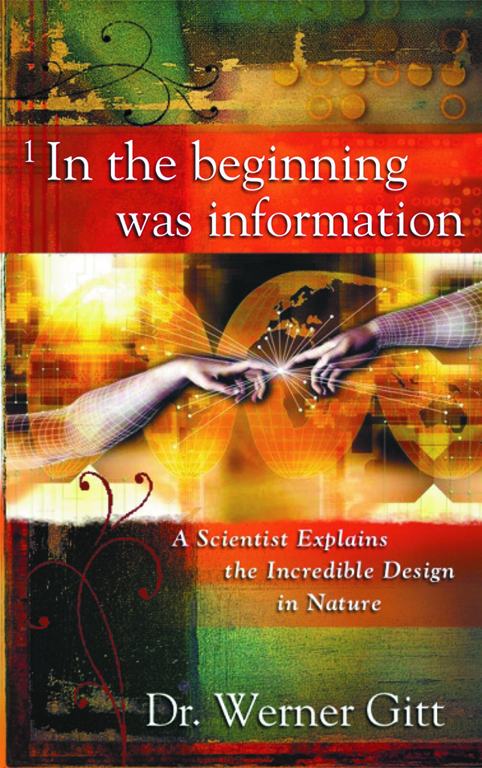 1 In the beginning
was information
A Scientist Explains
the Incredible Design
in Nature
Dr. Werner Gitt